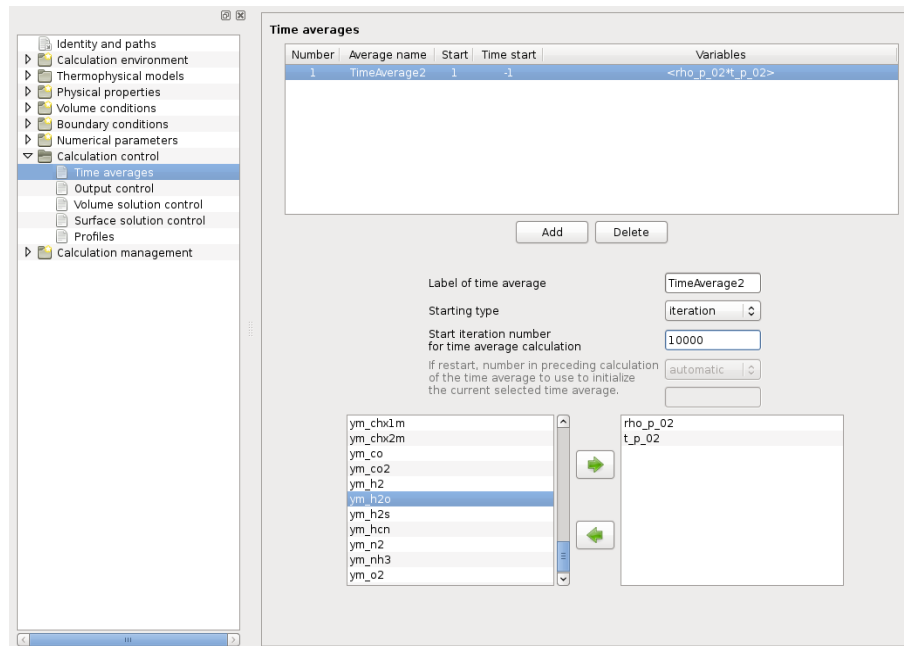 Identity and paths
Calculation environment
Thermophysical models
Physical properties
Volume conditions
Boundary conditions
Numerical parameters
Calculation control
Time averages
Output control
Volume solution control
Surface solution control
Profiles
Calculation management
Time averages
Number Average name Start Time start Variables
1 TimeAverage2 1 -1 <rho_p_02*t_p_02>
Add Delete
Label of time average TimeAverage2
Starting type iteration
Start iteration number
for time average calculation 10000
If restart, number in preceding calculation
of the time average to use to initialize
the current selected time average.
automatic
ym_chx1m
ym_chx2m
ym_co
ym_co2
ym_h2
ym_h2o
ym_h2s
ym_hcn
ym_n2
ym_nh3
ym_o2
rho_p_02
t_p_02